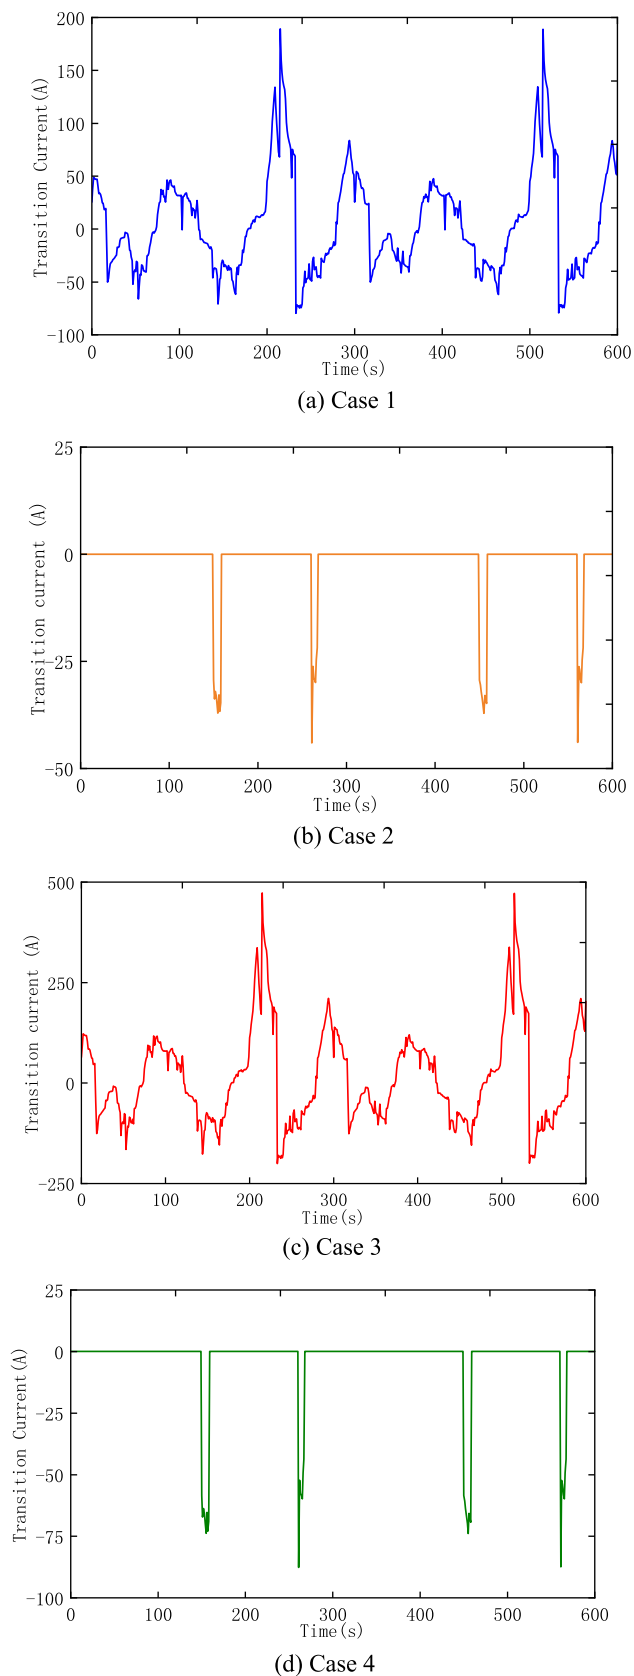 200
150
100
50
0
−50
−100
Transition Current(A)
0 100 200 300 400 500 600
Time(s)
(a) Case 1
25
0
−25
−50
Transition current (A)
0 100 200 300 400 500 600
Time(s)
(b) Case 2
500
250
0
−250
Transition current (A)
0 100 200 300 400 500 600
Time(s)
(c) Case 3
25
0
−25
−50
−75
−100
Transition Current(A)
0 100 200 300 400 500 600
Time(s)
(d) Case 4